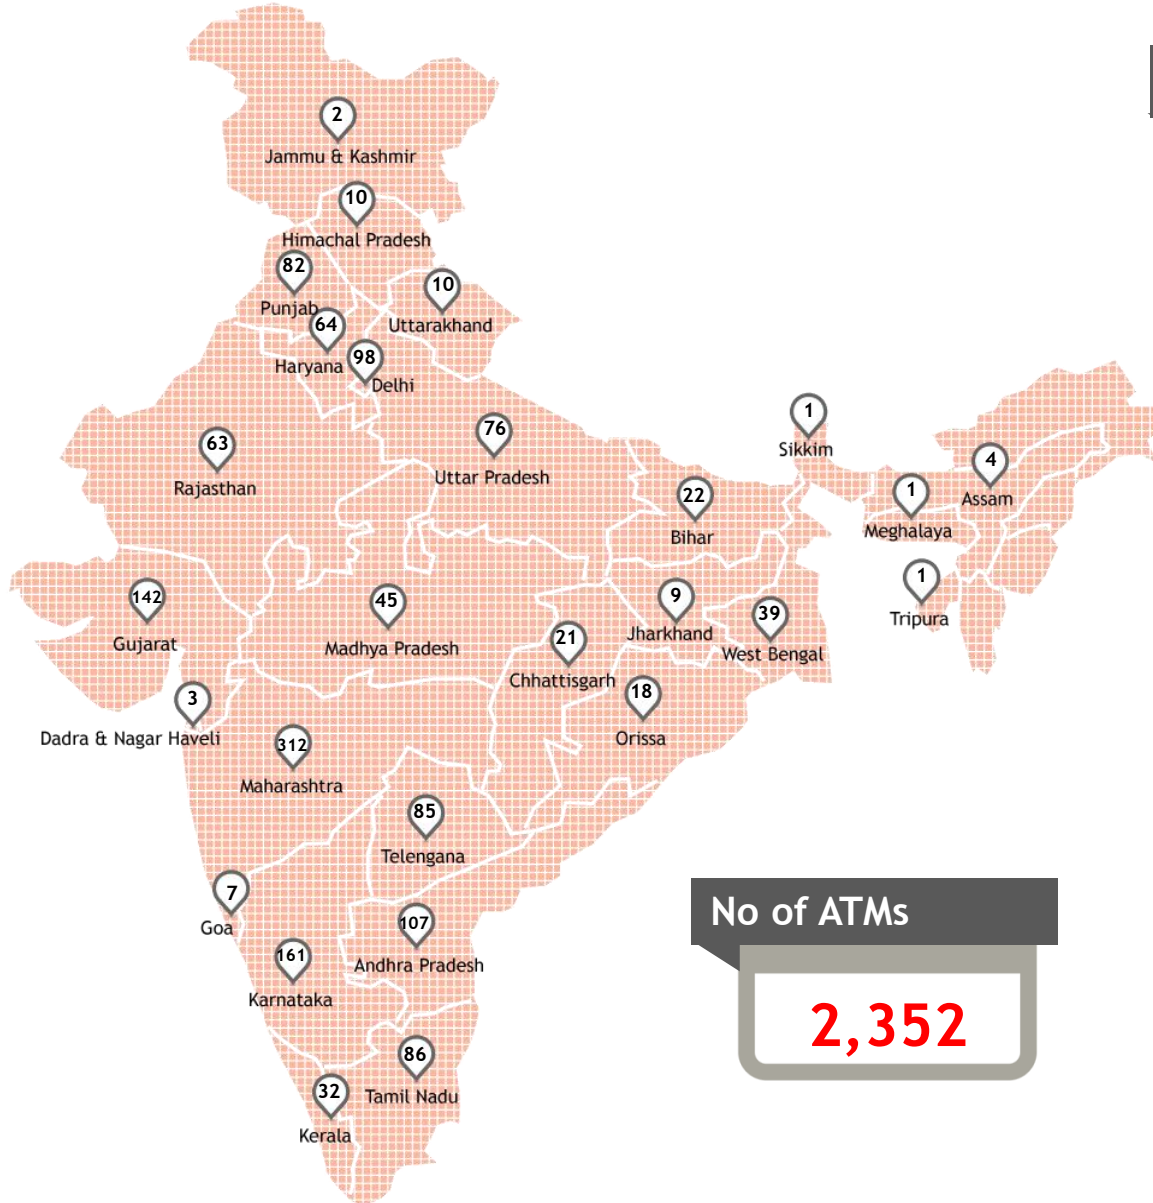 2
Jammu & Kashmir
10
Himachal Pradesh
82
Punjab
10
Uttarakhand
64
Haryana
98
Delhi
63
Rajasthan
76
Uttar Pradesh
1
Sikkim
4
Assam
1
Meghalaya
22
Bihar
1
Tripura
142
Gujarat
45
Madhya Pradesh
9
Jharkhand
39
West Bengal
21
Chhattisgarh
18
Orissa
3
Dadra & Nagar Haveli
312
Maharashtra
85
Telengana
7
Goa
107
Andhra Pradesh
161
Karnataka
86
Tamil Nadu
32
Kerala
No of ATMs
2,352